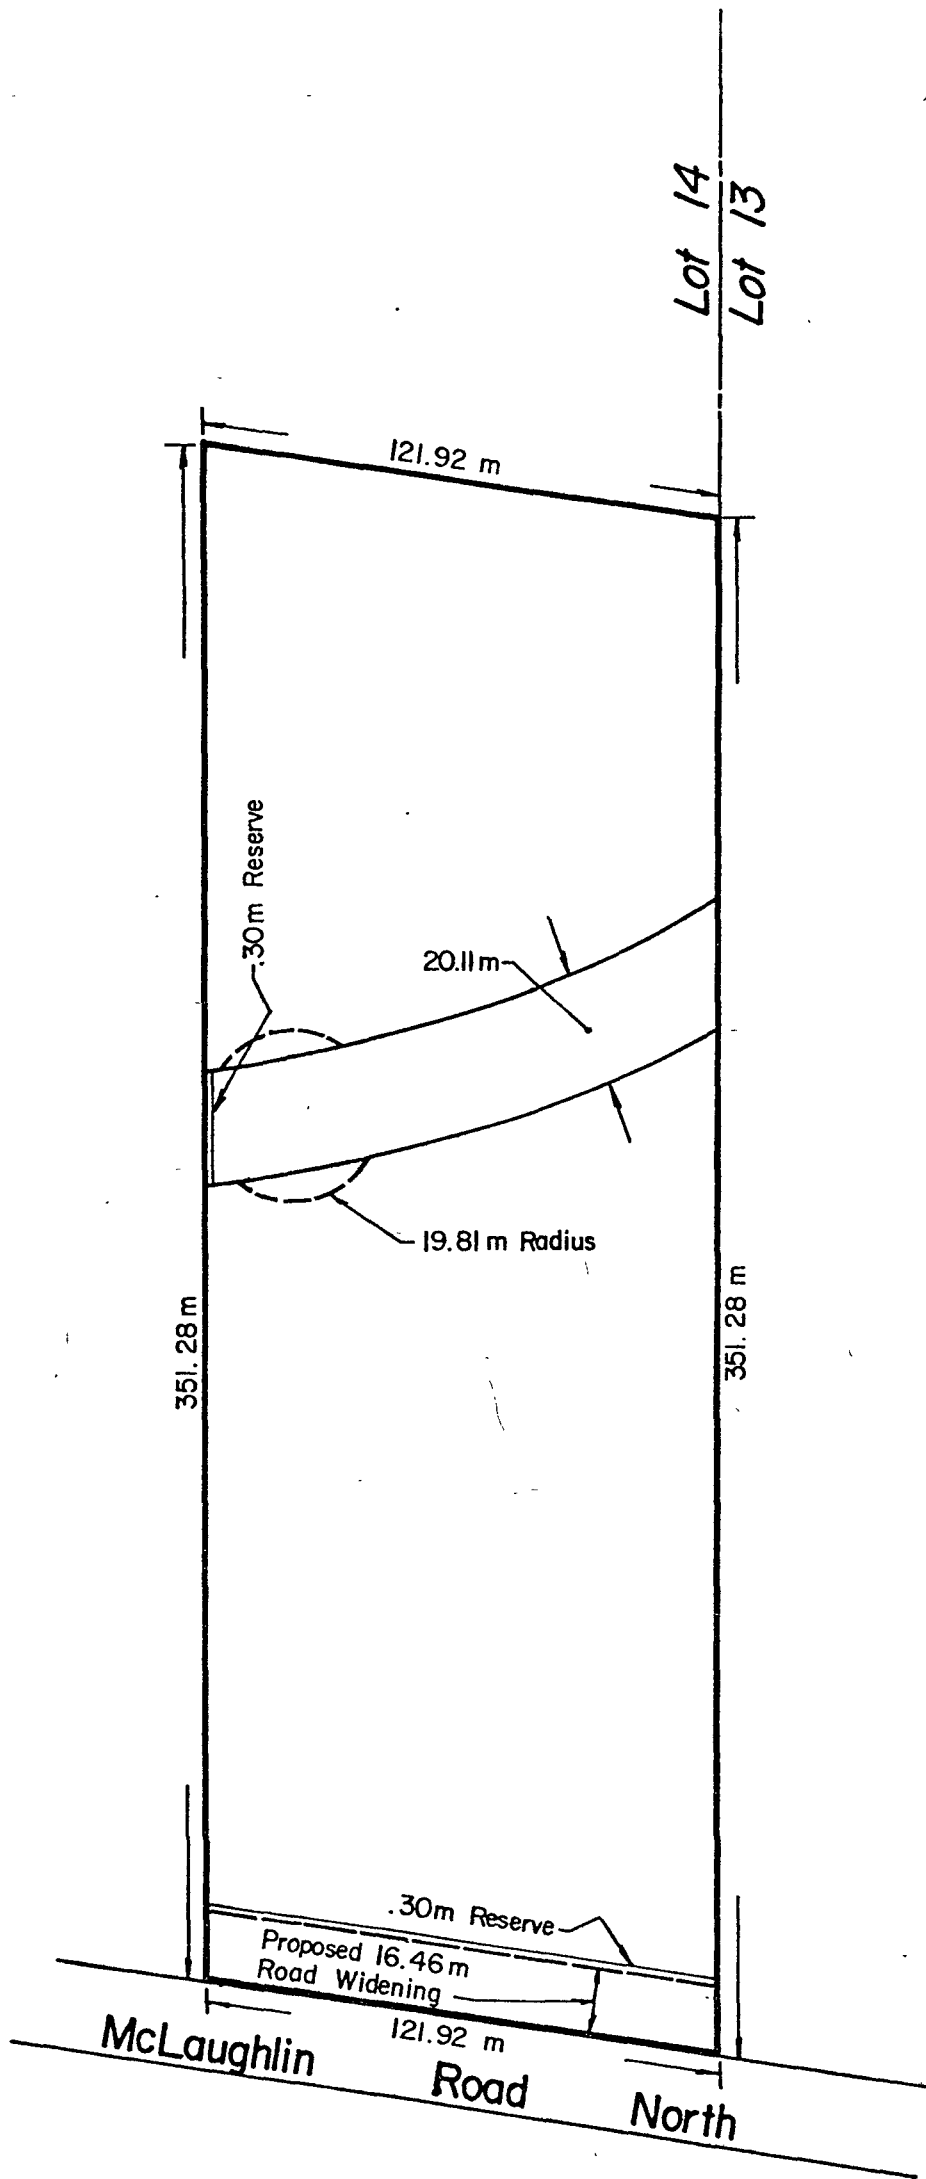 Lot 14
Lot 13
121.92 m
.30m Reserve
20.11m
19.81m Radius
351.28m
351.28 m
.30m Reserve
Proposed 16.46m
Road Widening
121.92 m
McLaughlin Road North